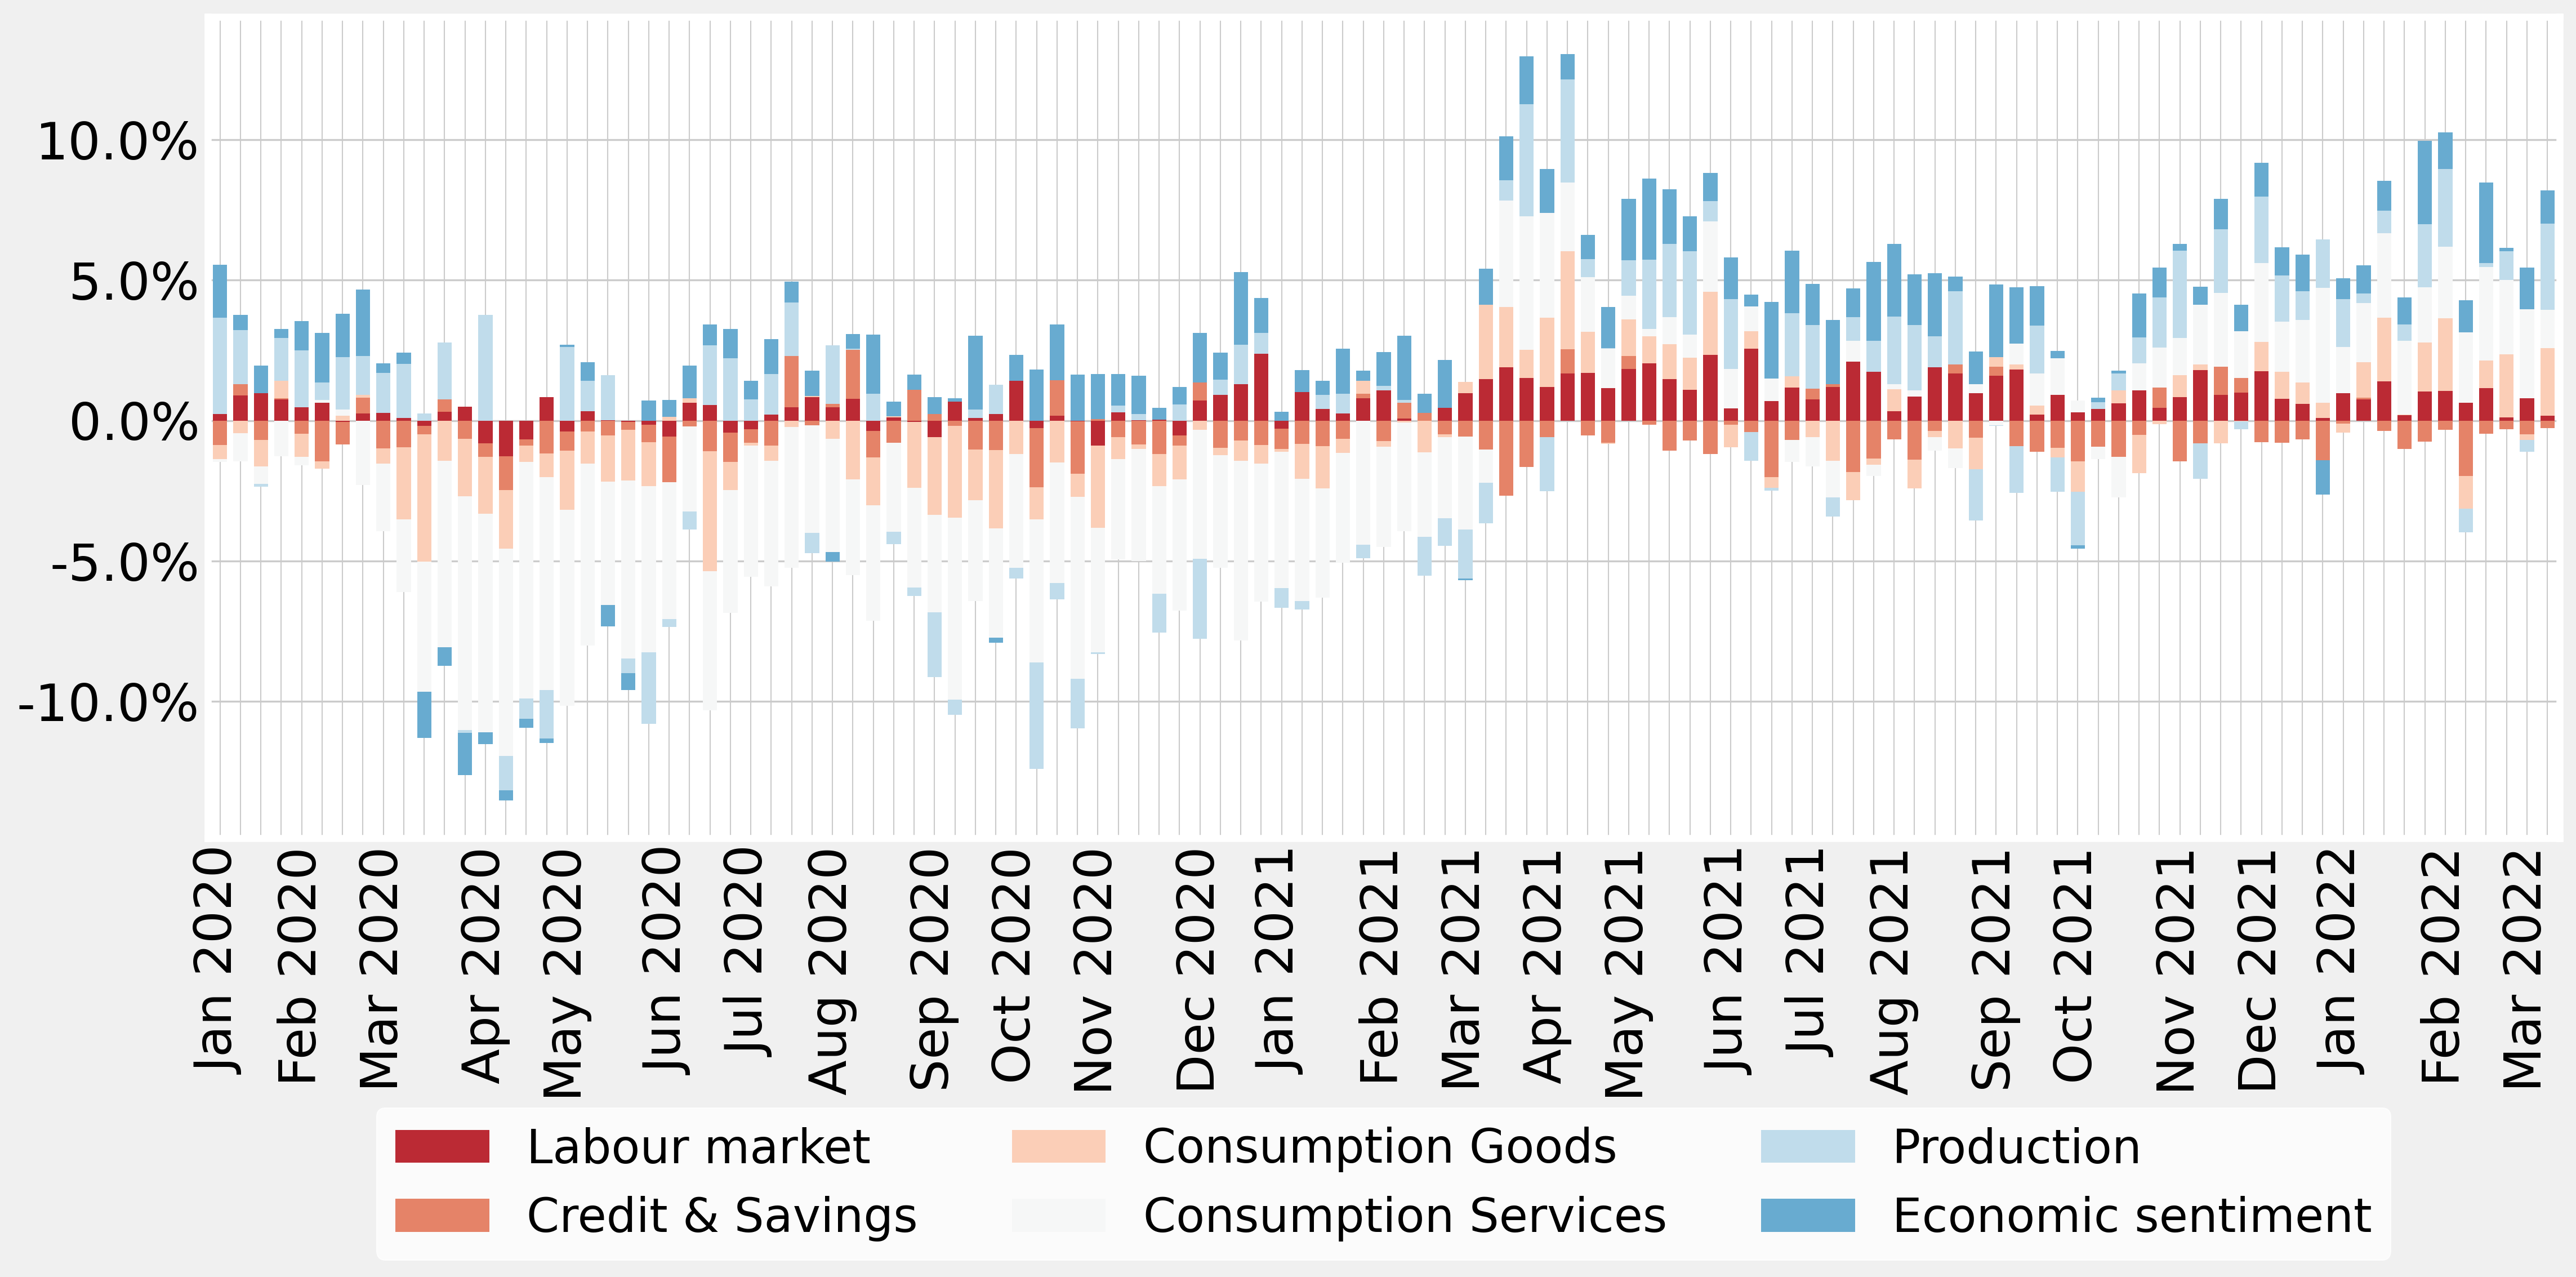 10.0%
5.0%
0.0%
-5.0%
-10.0%
Jan 2020
Feb 2020
Mar 2020
Apr 2020
May 2020
Jun 2020
Jul 2020
Aug 2020
Sep 2020
Oct 2020
Nov 2020
Dec 2020
Jan 2021
Feb 2021
Mar 2021
Apr 2021
May 2021
Jun 2021
Jul 2021
Aug 2021
Sep 2021
Oct 2021
Nov 2021
Dec 2021
Jan 2022
Feb 2022
Mar 2022
Labour market
Credit & Savings
Consumption Goods
Consumption Services
Production
Economic sentiment